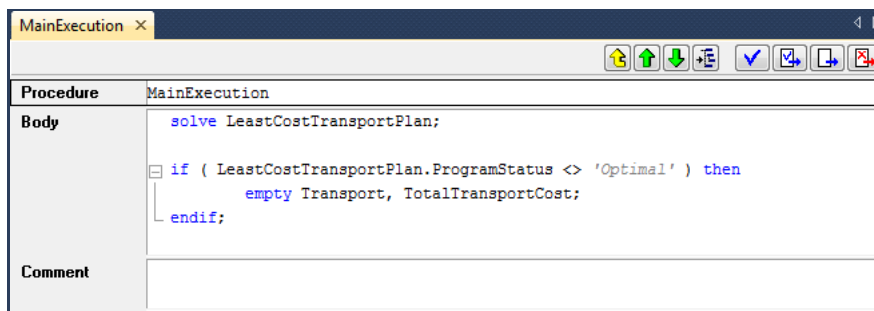 MainExecution
Procedure MainExecution
Body solve LeastCostTransportPlan;
if ( LeastCostTransportPlan.ProgramStatus <> 'Optimal' ) then
empty Transport, TotalTransportCost;
endif;
Comment